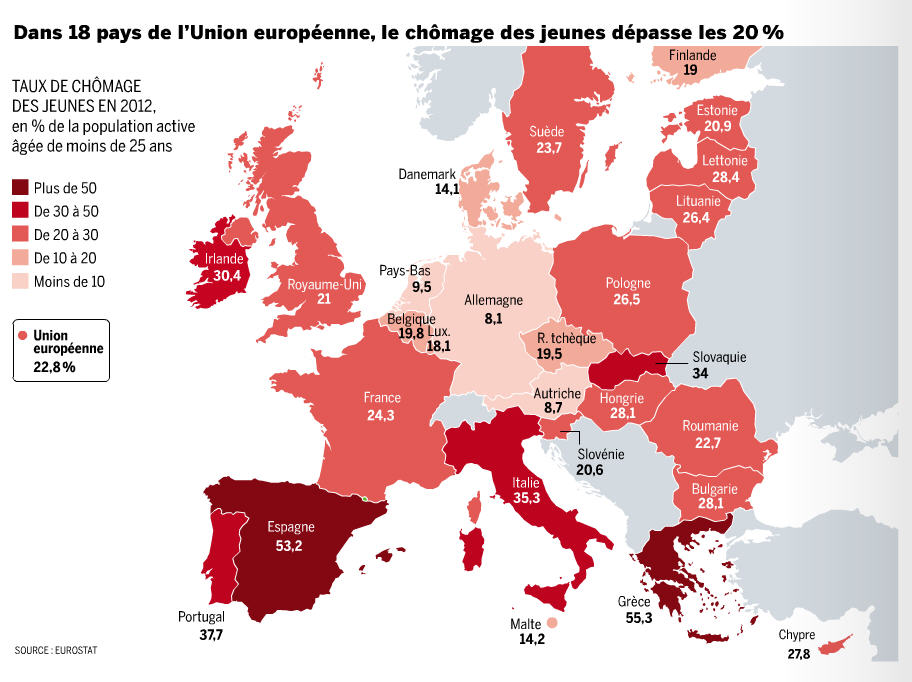 Dans 18 pays de l’Union européenne, le chômage des jeunes dépasse les 20 %
TAUX DE CHÔMAGE
DES JEUNES EN 2012,
en % de la population active
âgée de moins de 25 ans
Plus de 50
De 30 à 50
De 20 à 30
De 10 à 20
Moins de 10
Union
européenne
22,8 %
Finlande
19
Suède
23,7
Estonie
20,9
Lettonie
28,4
Lituanie
26,4
Danemark
14,1
Irlande
30,4
Royaume-Uni
21
Pays-Bas
9,5
Belgique
19,8
Lux.
18,1
Allemagne
8,1
Pologne
26,5
R. tchèque
19,5
Slovaquie
34
Autriche
8,7
Hongrie
28,1
France
24,3
Roumanie
22,7
Slovénie
20,6
Italie
35,3
Bulgarie
28,1
Espagne
53,2
Portugal
37,7
Grèce
55,3
Malte
14,2
Chypre
27,8
SOURCE : EUROSTAT